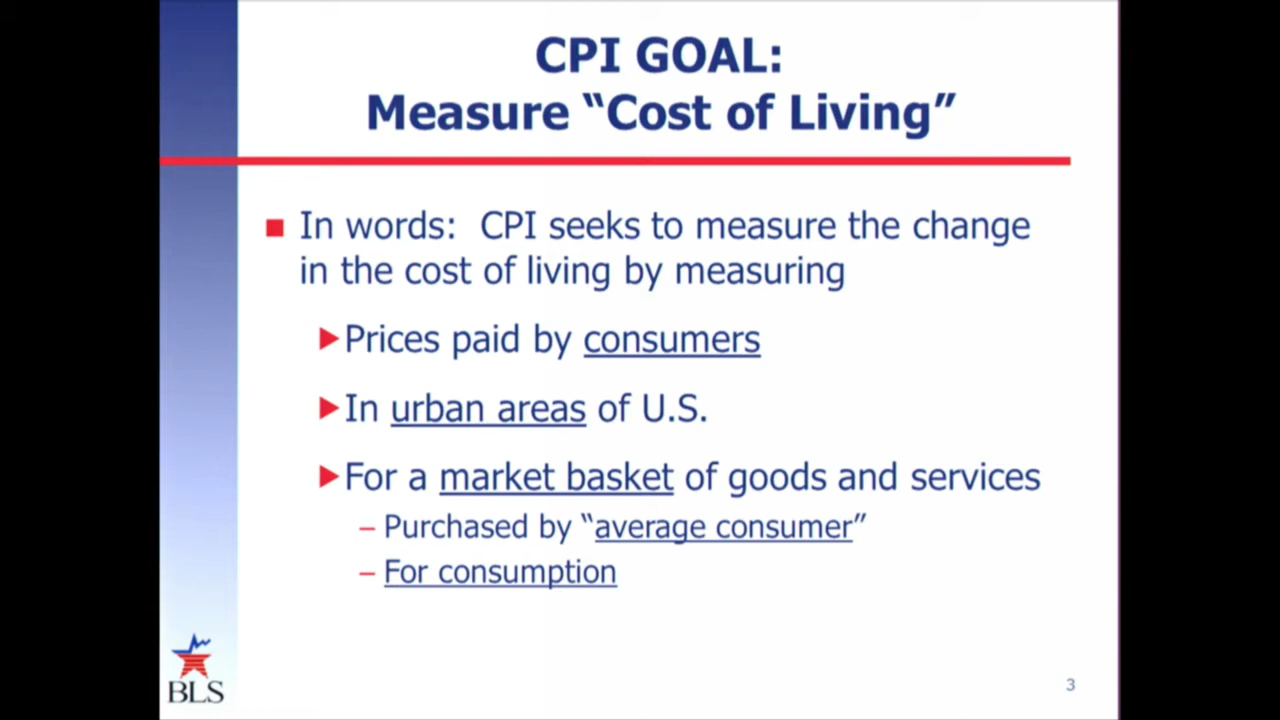 CPI GOAL:
Measure “Cost of Living”
In words: CPI seeks to measure the change
in the cost of living by measuring
Prices paid by consumers
In urban areas of U.S.
For a market basket of goods and services
– Purchased by “average consumer”
– For consumption
BLS
3